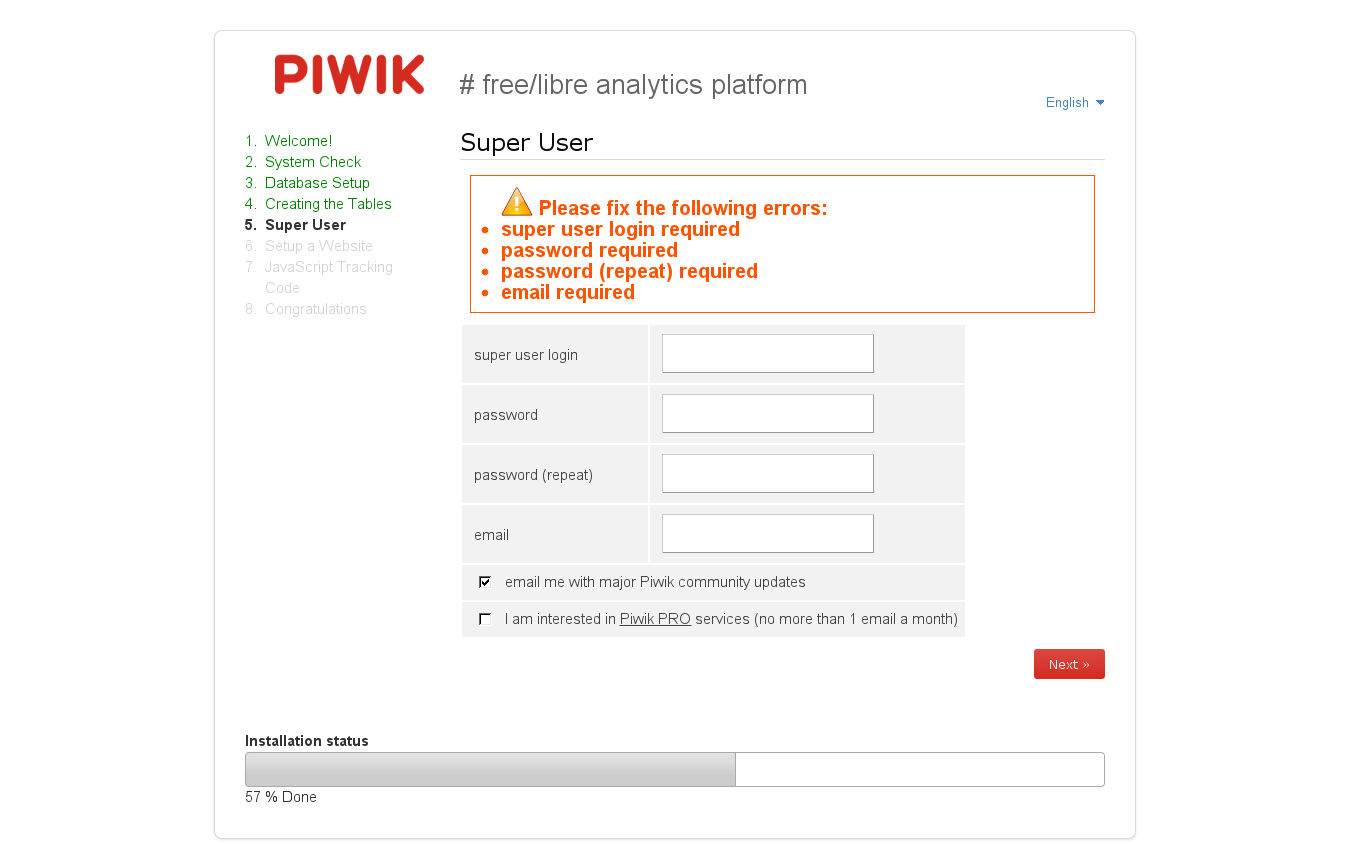 PIWIK
# free/libre analytics platform
English
1. Welcome!
2. System Check
3. Database Setup
4. Creating the Tables
5. Super User
6. Setup a Website
7. JavaScript Tracking
Code
8. Congratulations
Super User
Please fix the following errors:
• super user login required
• password required
• password (repeat) required
• email required
super user login
password
password (repeat)
email
email me with major Piwik community updates
I am interested in Piwik PRO services (no more than 1 email a month)
Next »
Installation status
57 % Done